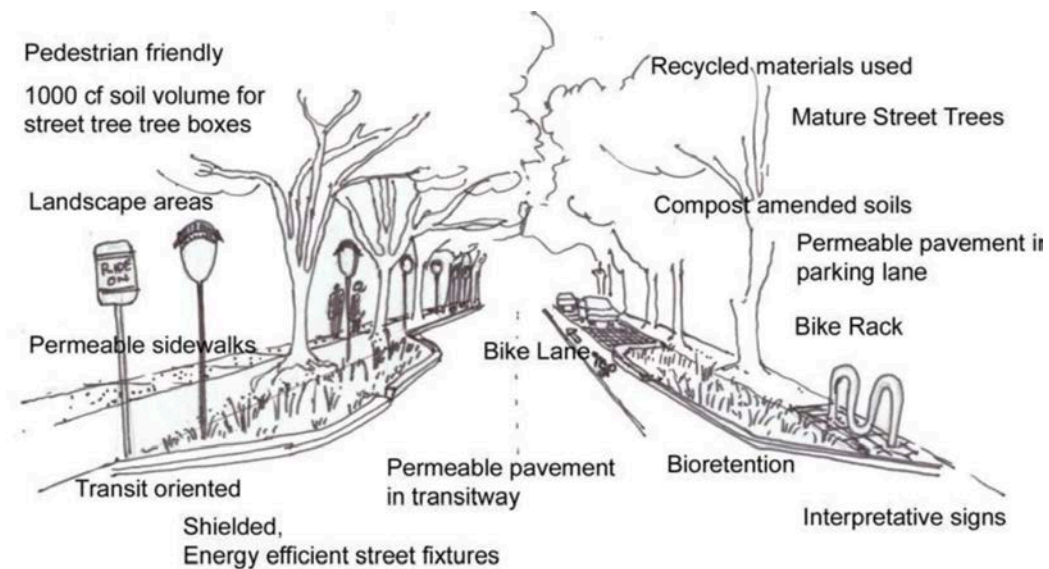 Pedestrian friendly
1000 cf soil volume for
street tree tree boxes
Recycled materials used
Mature Street Trees
Landscape areas
Compost amended soils
Permeable pavement in
parking lane
RIDE
ON
Permeable sidewalks
Bike Lane
Bike Rack
Transit oriented
Permeable pavement
in transitway
Bioretention
Shielded,
Energy efficient street fixtures
Interpretative signs